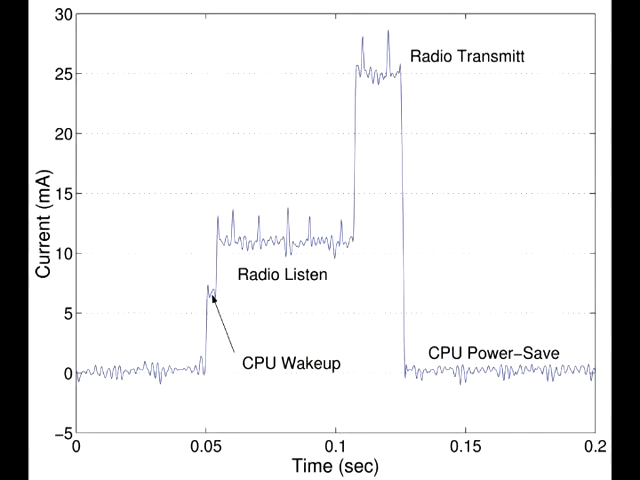 30
Radio Transmitt
25
20
15
10
Radio Listen
5
CPU Wakeup
CPU Power−Save
0
−5
0 0.05 0.1 0.15 0.2
Time (sec)
Current (mA)